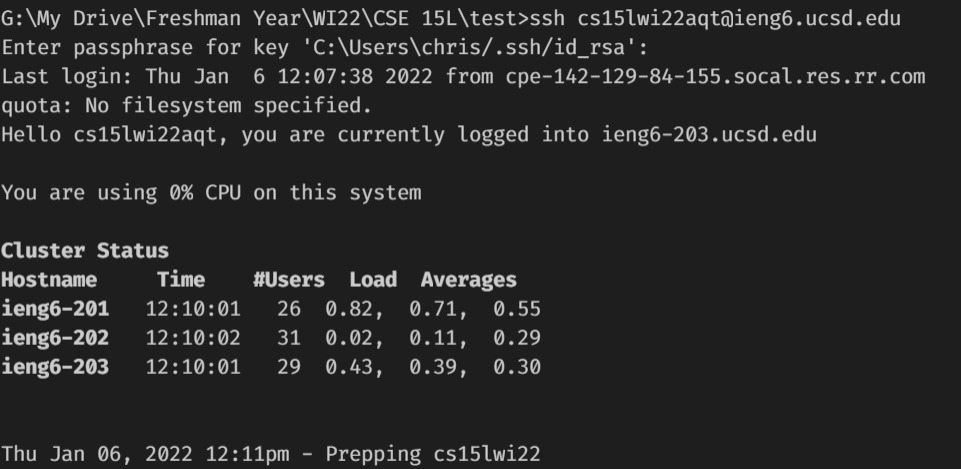 G:\My Drive\Freshman Year\WI22\CSE 15L\test>ssh cs15lwi22aqt@ieng6.ucsd.edu
Enter passphrase for key 'C:\Users\chris/.ssh/id_rsa':
Last login: Thu Jan  6 12:07:38 2022 from cpe-142-129-84-155.socal.res.rr.com
quota: No filesystem specified.
Hello cs15lwi22aqt, you are currently logged into ieng6-203.ucsd.edu
You are using 0% CPU on this system
Cluster Status
Hostname     Time    #Users  Load  Averages
ieng6-201   12:10:01   26  0.82,  0.71,  0.55
ieng6-202   12:10:02   31  0.02,  0.11,  0.29
ieng6-203   12:10:01   29  0.43,  0.39,  0.30
Thu Jan 06, 2022 12:11pm - Prepping cs15lwi22